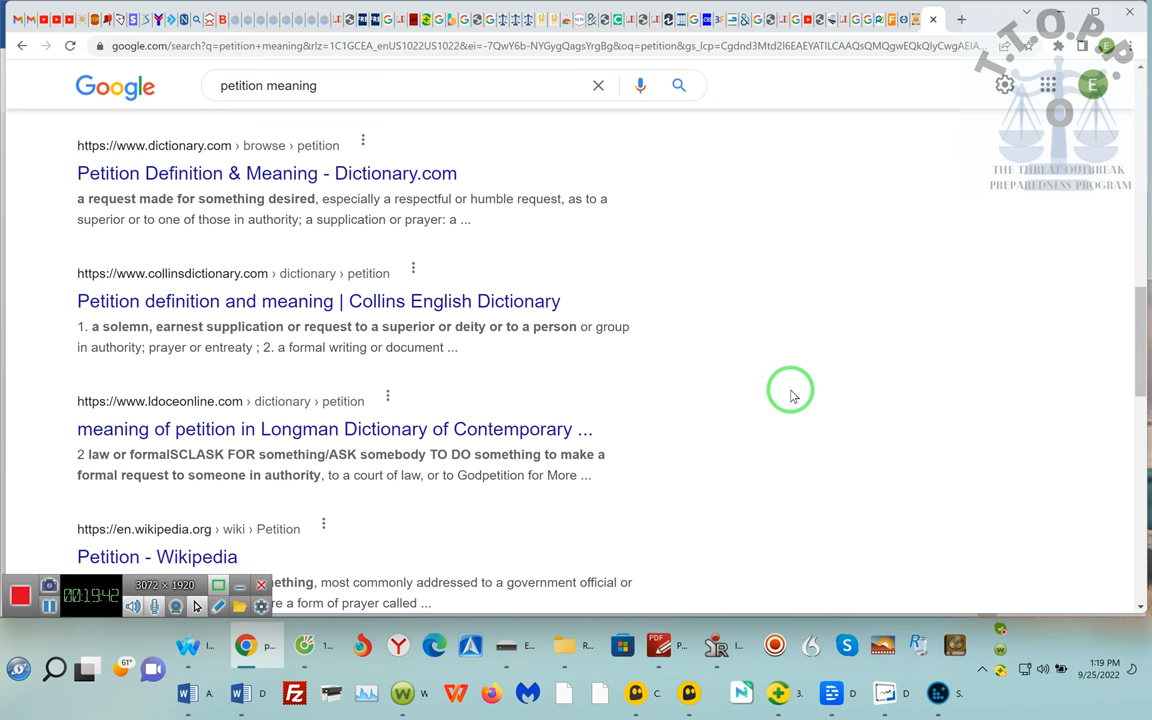 google.com/search?q=petition+meaning&rlz=1C1GCEA_enUS1022US1022&ei=-7QwY6b-NYGygQagsYrgBg&oq=petition&gs_lcp=Cgdnd3Mtd2l6EAEYATILCAAQsQMQgwEQkQIyCwgAEIA...
T.T.O.P.P.
O
E
Google
petition meaning
THE THREAT OUTBREAK
PREPAREDNESS PROGRAM
https://www.dictionary.com › browse › petition
Petition Definition & Meaning - Dictionary.com
a request made for something desired, especially a respectful or humble request, as to a
superior or to one of those in authority; a supplication or prayer: a ...
https://www.collinsdictionary.com › dictionary › petition
Petition definition and meaning | Collins English Dictionary
1. a solemn, earnest supplication or request to a superior or deity or to a person or group
in authority; prayer or entreaty ; 2. a formal writing or document ...
https://www.ldoceonline.com › dictionary › petition
meaning of petition in Longman Dictionary of Contemporary ...
2 law or formalSCLASK FOR something/ASK somebody TO DO something to make a
formal request to someone in authority, to a court of law, or to Godpetition for More ...
https://en.wikipedia.org › wiki › Petition
Petition - Wikipedia
3072 × 1920
00:19:42
ething, most commonly addressed to a government official or
re a form of prayer called ...
61°
1:19 PM
9/25/2022